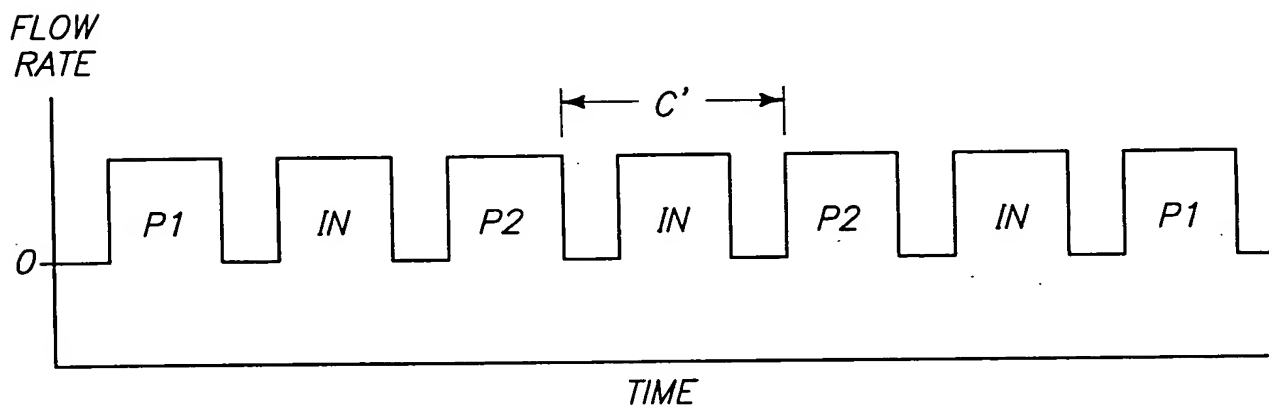 FLOW
RATE
C'
P1 IN P2 IN P2 IN P1
0
TIME